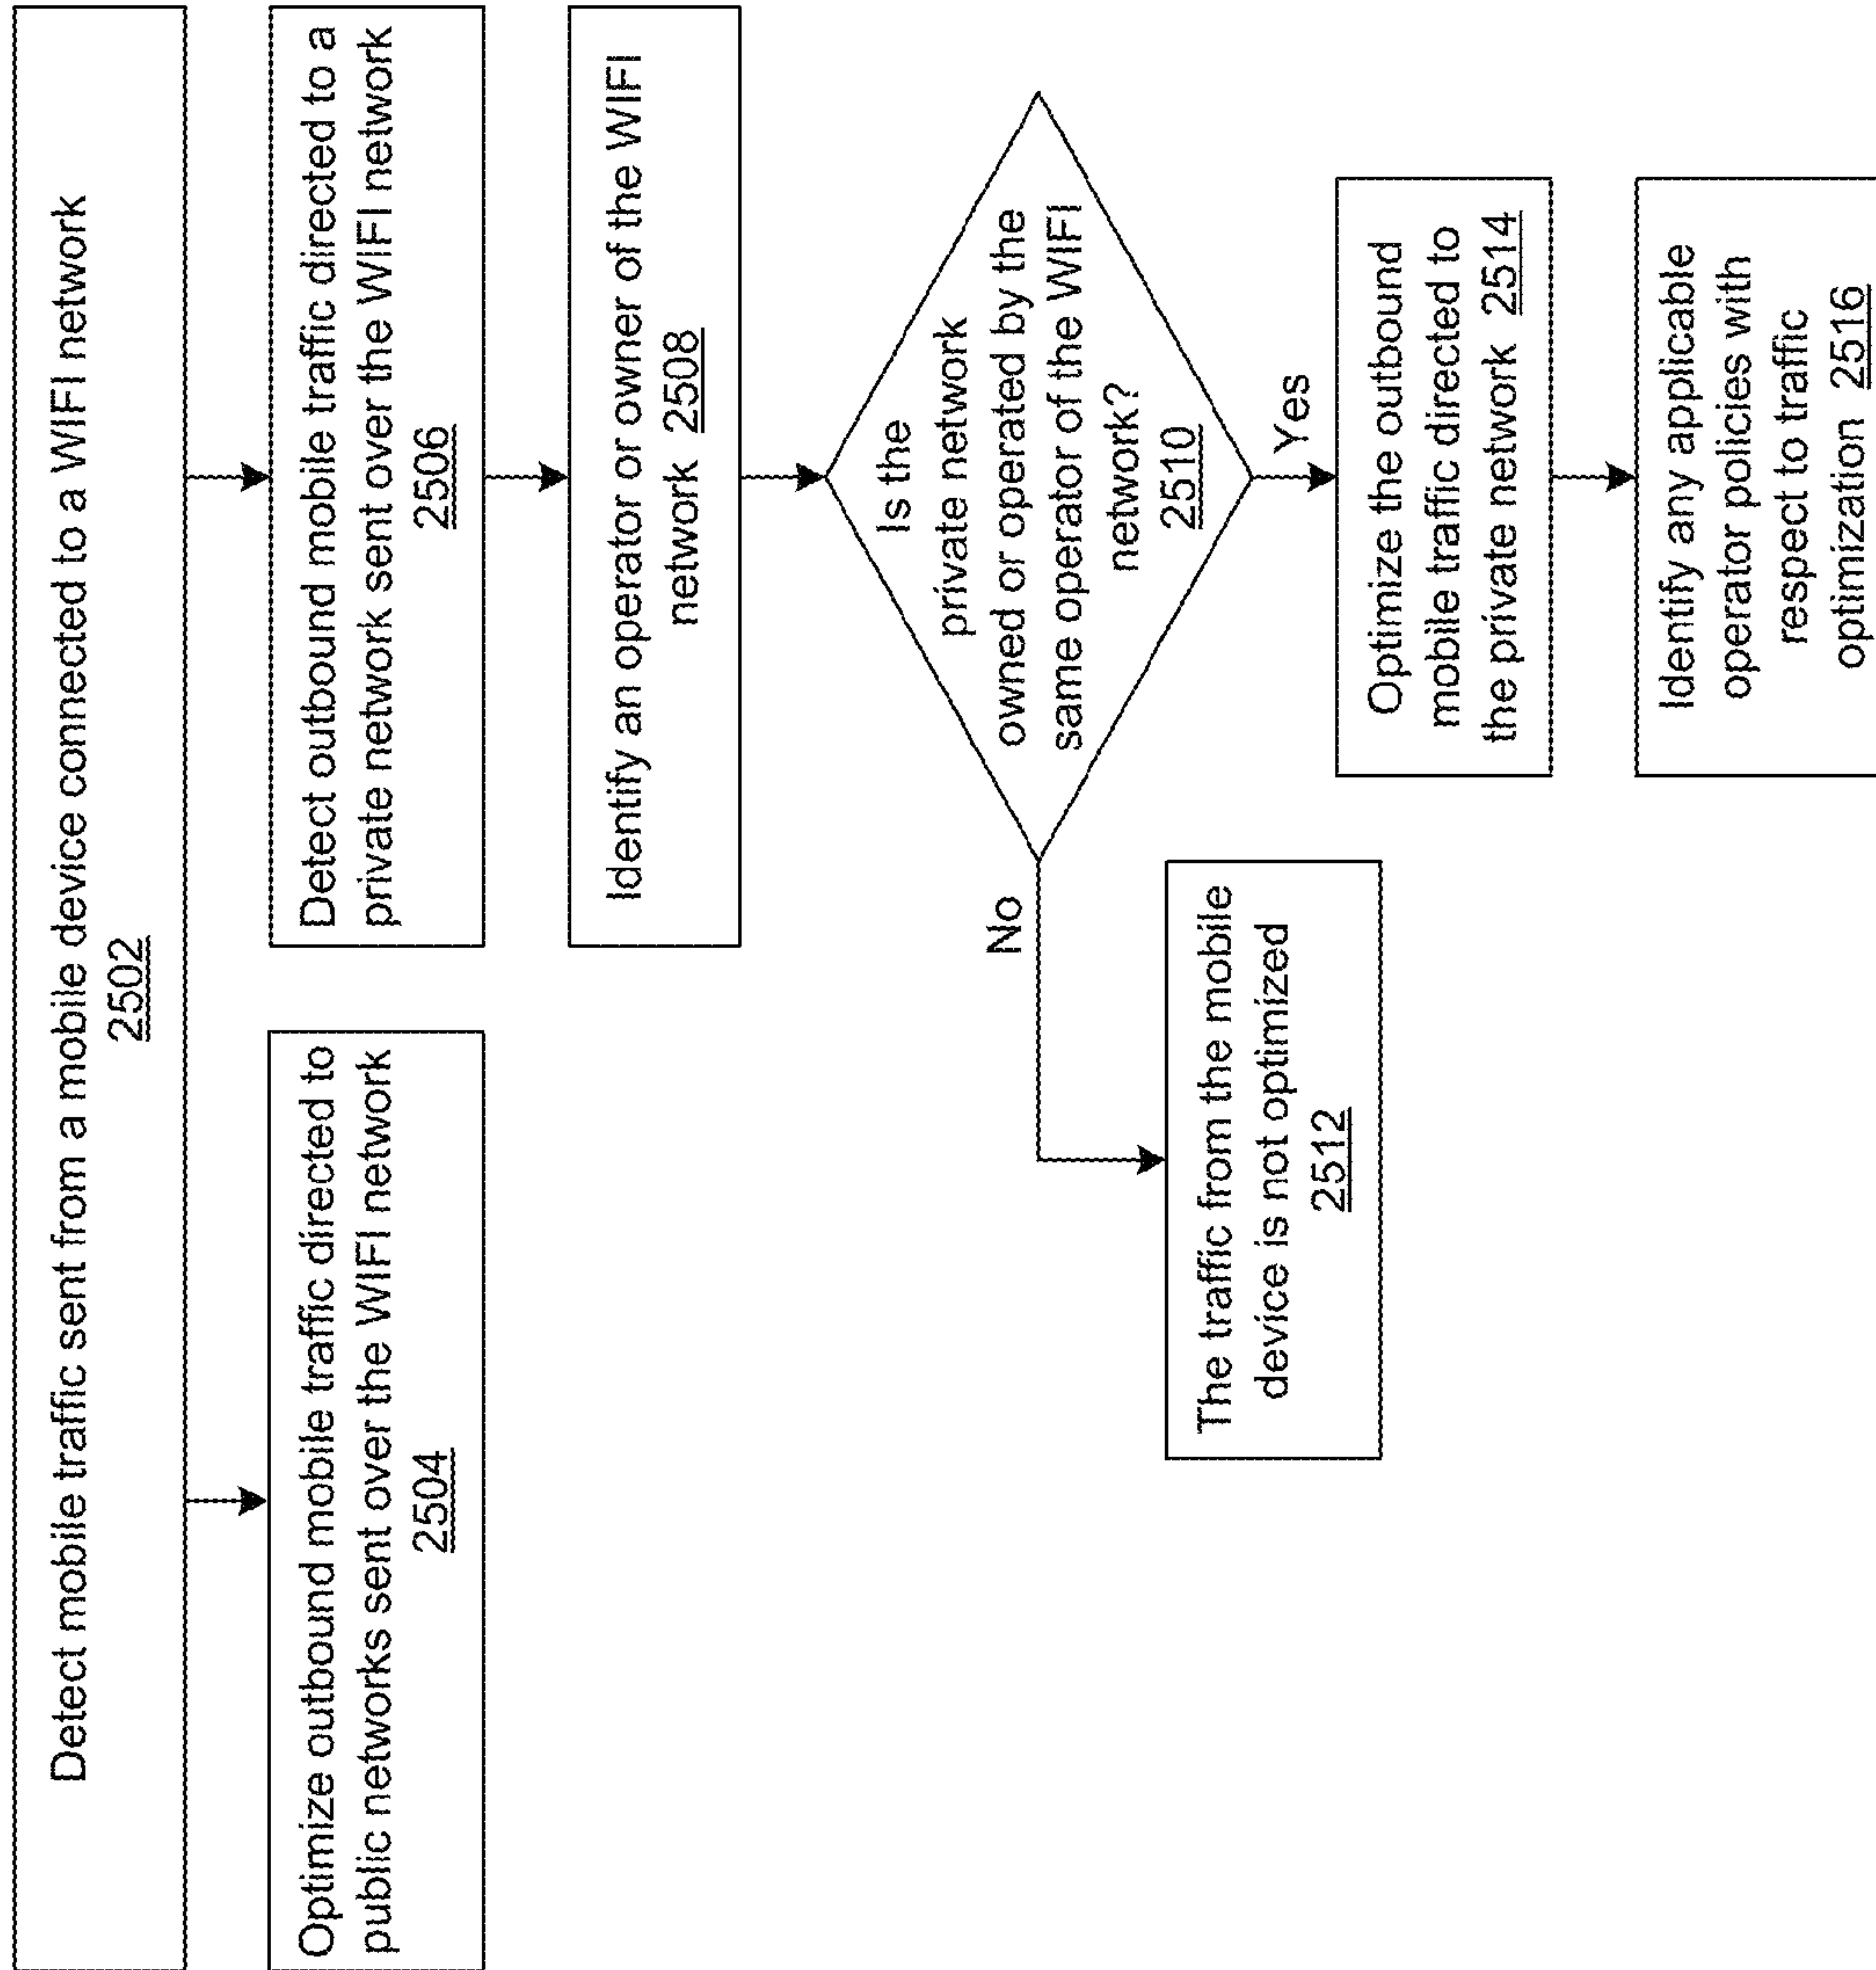 Detect mobile traffic sent from a mobile device connected to a WIFI network
2502
Optimize outbound mobile traffic directed to
public networks sent over the WIFI network
2504
Detect outbound mobile traffic directed to a
private network sent over the WIFI network
2506
Identify an operator or owner of the WIFI
network 2508
Is the
private network
owned or operated by the
same operator of the WIFI
network?
2510
No
The traffic from the mobile
device is not optimized
2512
Yes
Optimize the outbound
mobile traffic directed to
the private network 2514
Identify any applicable
operator policies with
respect to traffic
optimization 2516